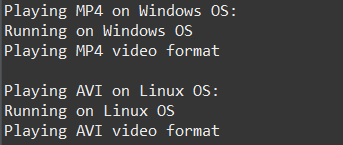 Playing MP4 on Windows OS:
Running on Windows OS
Playing MP4 video format

Playing AVI on Linux OS:
Running on Linux OS
Playing AVI video format